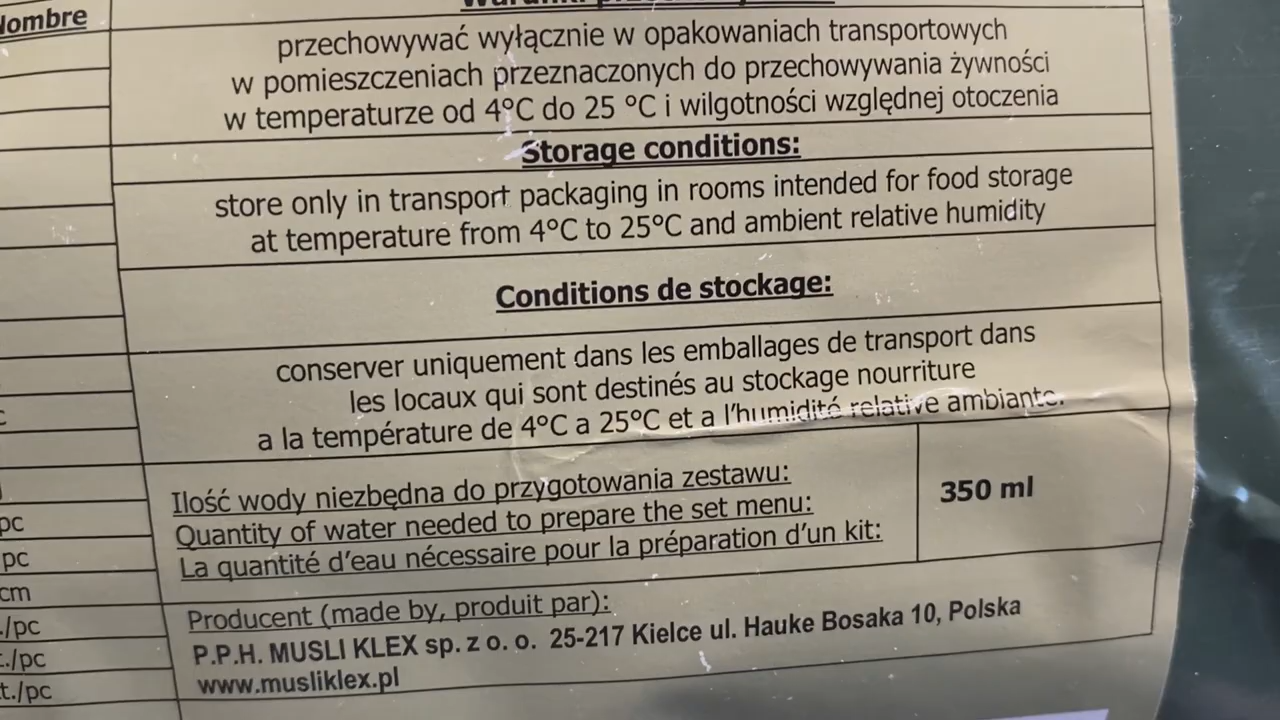 Nombre
Warunki
przechowywać wyłącznie w opakowaniach transportowych
w pomieszczeniach przeznaczonych do przechowywania żywności
w temperaturze od 4°C do 25 °C i wilgotności względnej otoczenia
Storage conditions:
store only in transport packaging in rooms intended for food storage
at temperature from 4°C to 25°C and ambient relative humidity
Conditions de stockage:
conserver uniquement dans les emballages de transport dans
les locaux qui sont destinés au stockage nourriture
a la température de 4°C a 25°C et a l'humidité relative ambiante.
Ilość wody niezbędna do przygotowania zestawu:
Quantity of water needed to prepare the set menu:
La quantité d'eau nécessaire pour la préparation d'un kit:
350 ml
pc
pc
cm
./pc
t./pc
t./pc
Producent (made by, produit par):
P.P.H. MUSLI KLEX sp. z o. o. 25-217 Kielce ul. Hauke Bosaka 10, Polska
www.musliklex.pl